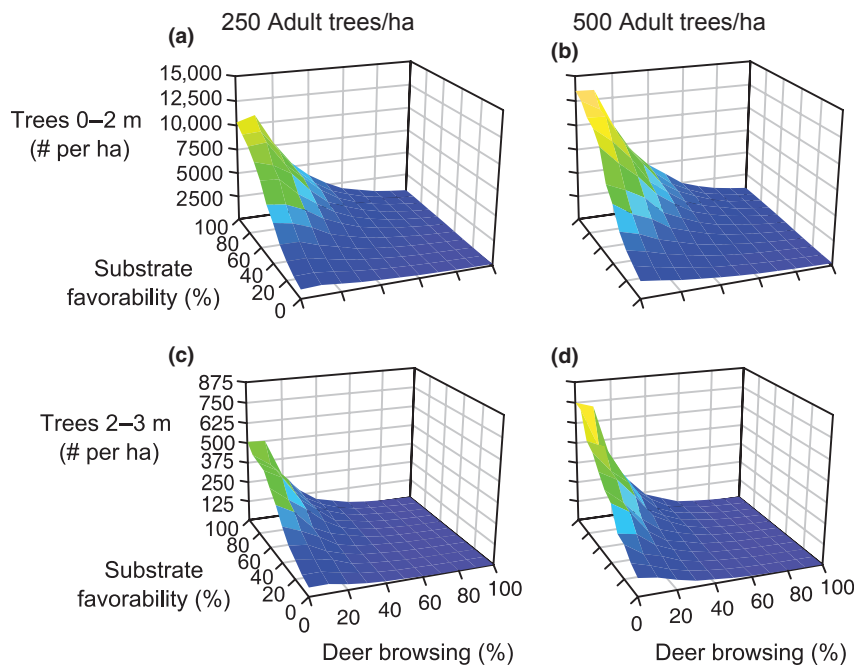 250 Adult trees/ha
500 Adult trees/ha
(a)
(b)
Trees 0–2 m
(# per ha)
15,000
12,500
10,000
7500
5000
2500
100
80
60
40
20
0
Substrate
favorability (%)
(c)
(d)
Trees 2–3 m
(# per ha)
875
750
625
500
375
250
125
100
80
60
40
20
0
Substrate
favorability (%)
0
20
40
60
80
100
Deer browsing (%)
0
20
40
60
80
100
Deer browsing (%)